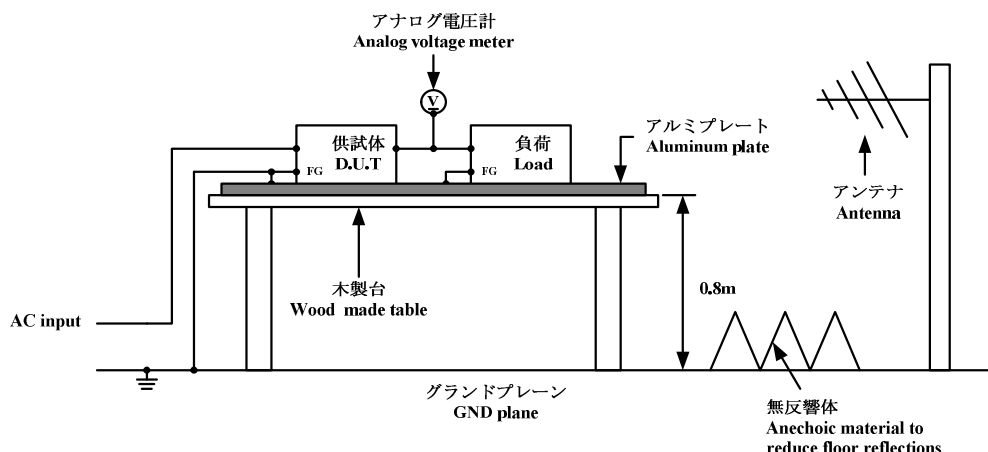 アナログ電圧計
Analog voltage meter
V
供試体
D.U.T
FG
負荷
Load
FG
アルミプレート
Aluminum plate
アンテナ
Antenna
木製台
Wood made table
0.8m
AC input
グランドプレーン
GND plane
無反響体
Anechoic material to
reduce floor reflections